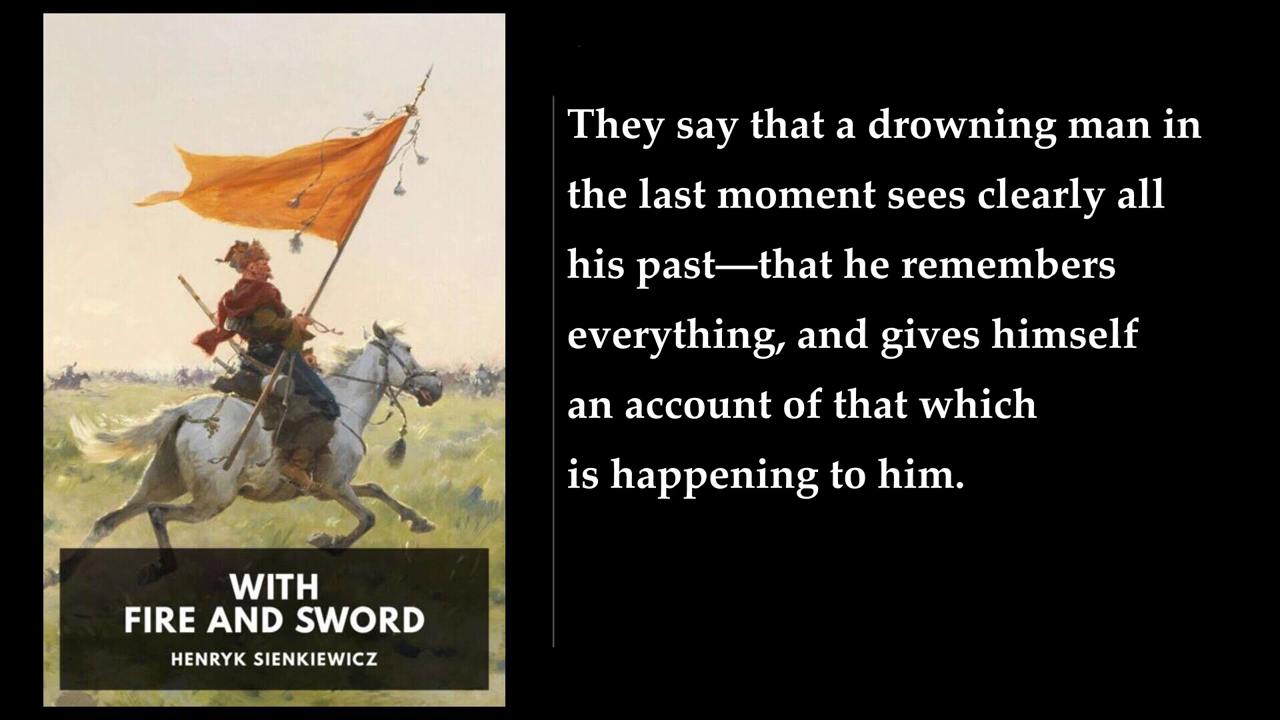 WITH
FIRE AND SWORD
HENRYK SIENKIEWICZ
They say that a drowning man in
the last moment sees clearly all
his past—that he remembers
everything, and gives himself
an account of that which
is happening to him.